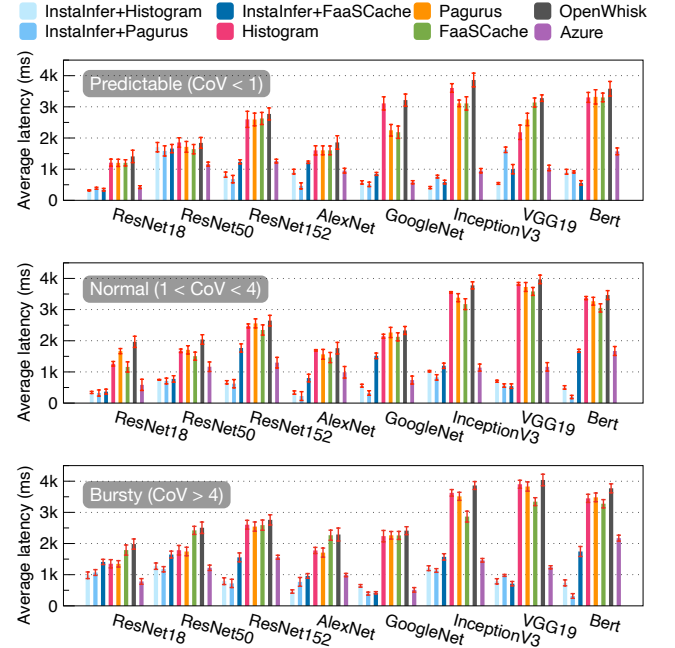 InstaInfer+Histogram InstaInfer+FaaSCache Pagurus OpenWhisk
InstaInfer+Pagurus Histogram FaaSCache Azure
Average latency (ms)
4k
3k
2k
1k
0
Predictable (CoV < 1)
ResNet18 ResNet50 ResNet152 AlexNet GoogleNet InceptionV3 VGG19 Bert
Average latency (ms)
4k
3k
2k
1k
0
Normal (1 < CoV < 4)
ResNet18 ResNet50 ResNet152 AlexNet GoogleNet InceptionV3 VGG19 Bert
Average latency (ms)
4k
3k
2k
1k
0
Bursty (CoV > 4)
ResNet18 ResNet50 ResNet152 AlexNet GoogleNet InceptionV3 VGG19 Bert